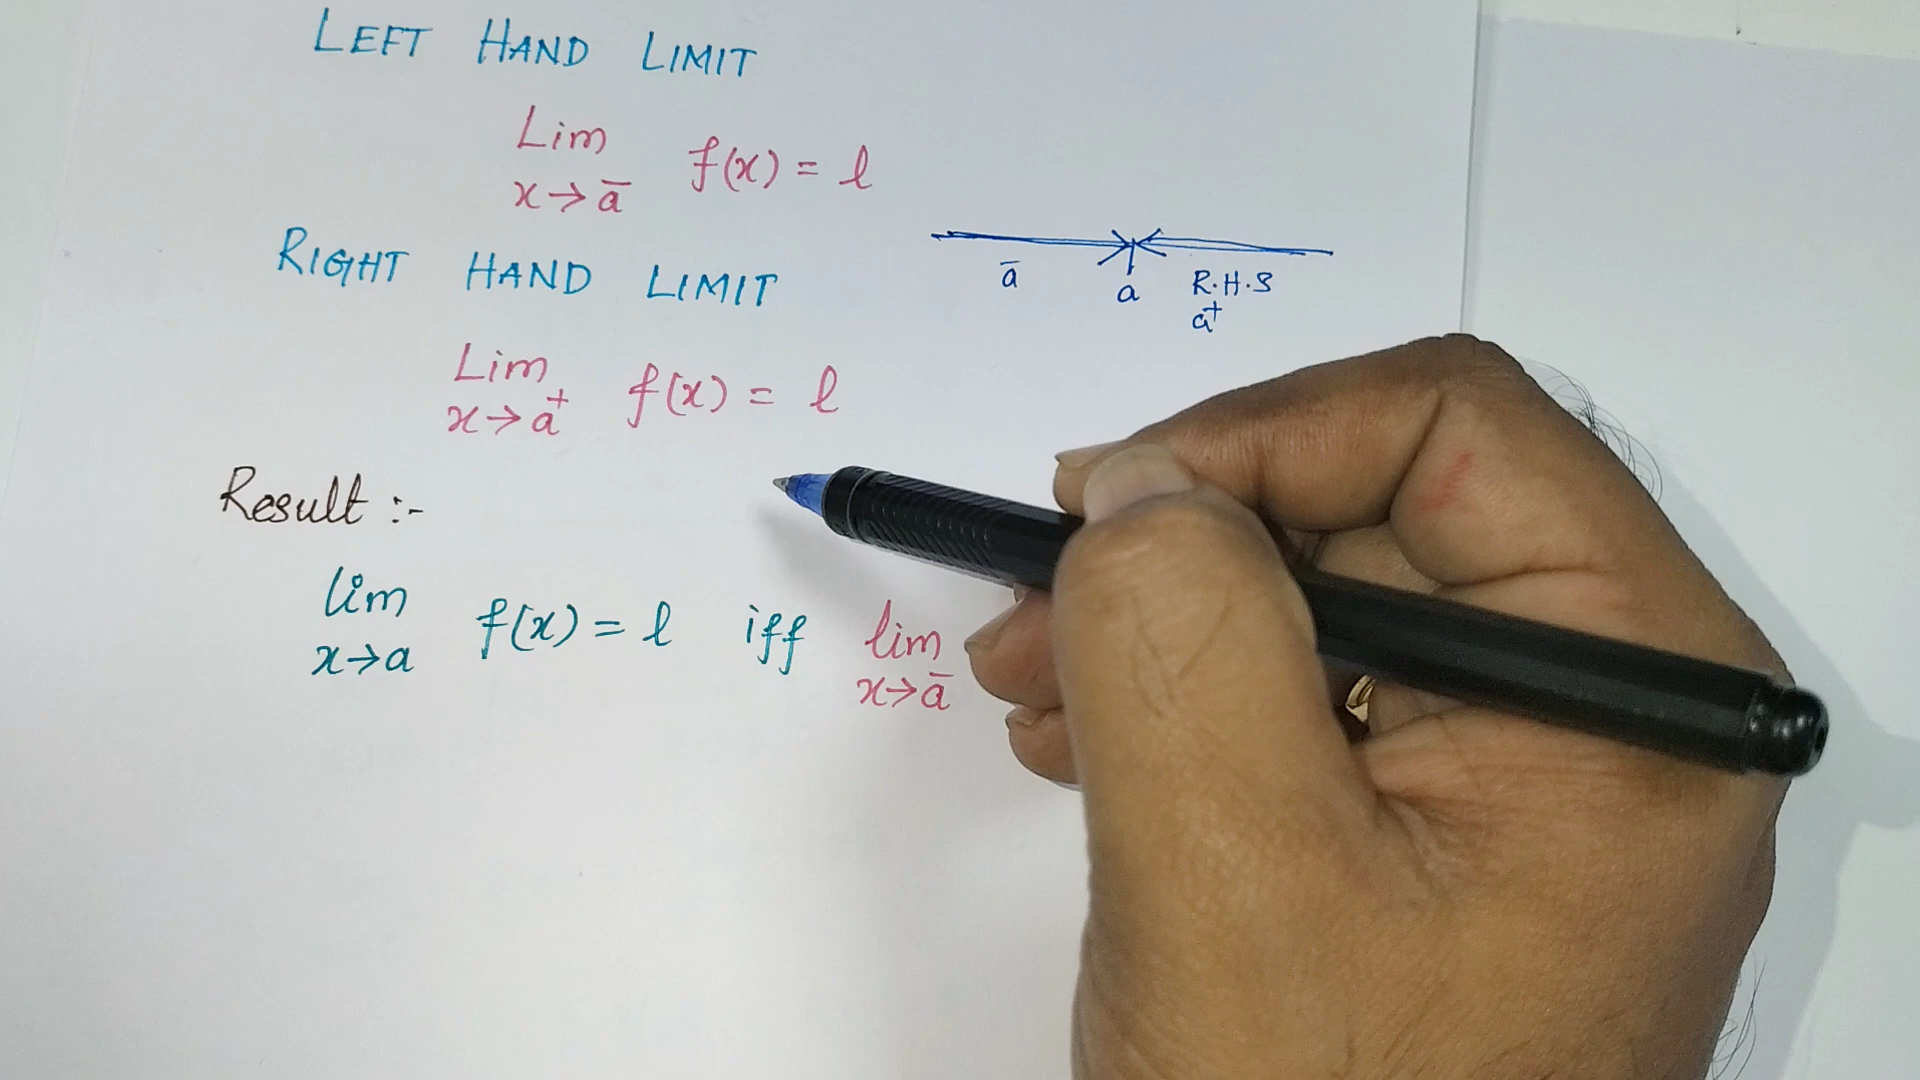 LEFT HAND LIMIT
Lim f(x) = l
x→a̅
RIGHT HAND LIMIT
a̅ a R.H.S
a⁺
Lim f(x) = l
x→a⁺
Result :-
lim f(x) = l iff lim
x→a x→a̅